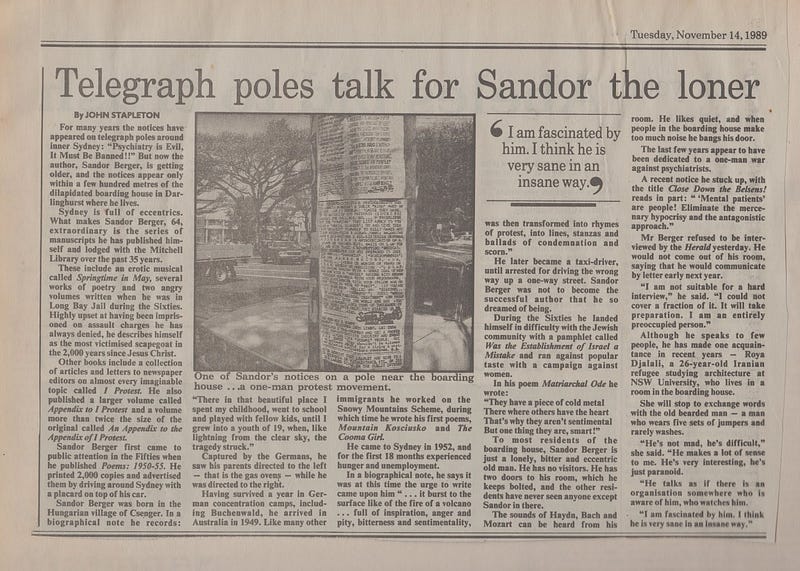 Tuesday, November 14, 1989
Telegraph poles talk for Sandor the loner
By JOHN STAPLETON
For many years the notices have
appeared on telegraph poles around
inner Sydney: “Psychiatry is Evil,
It Must Be Banned!!” But now the
author, Sandor Berger, is getting
older, and the notices appear only
within a few hundred metres of the
dilapidated boarding house in Dar-
linghurst where he lives.
Sydney is full of eccentrics.
What makes Sandor Berger, 64,
extraordinary is the series of
manuscripts he has published him-
self and lodged with the Mitchell
Library over the past 35 years.
These include an erotic musical
called Springtime in May, several
works of poetry and two angry
volumes written when he was in
Long Bay Jail during the Sixties.
Highly upset at having been impris-
oned on assault charges he has
always denied, he describes himself
as the most victimised scapegoat in
the 2,000 years since Jesus Christ.
Other books include a collection
of articles and letters to newspaper
editors on almost every imaginable
topic called I Protest. He also
published a larger volume called
Appendix to I Protest and a volume
more than twice the size of the
original called An Appendix to the
Appendix of I Protest.
Sandor Berger first came to
public attention in the Fifties when
he published Poems: 1950-55. He
printed 2,000 copies and advertised
them by driving around Sydney with
a placard on top of his car.
Sandor Berger was born in the
Hungarian village of Csenger. In a
biographical note he records:
One of Sandor's notices on a pole near the boarding
house . . . a one-man protest movement.
“There in that beautiful place I
spent my childhood, went to school
and played with fellow kids, until I
grew into a youth of 19, when, like
lightning from the clear sky, the
tragedy struck.”
Captured by the Germans, he
saw his parents directed to the left
— that is the gas ovens — while he
was directed to the right.
Having survived a year in Ger-
man concentration camps, includ-
ing Buchenwald, he arrived in
Australia in 1949. Like many other
immigrants he worked on the
Snowy Mountains Scheme, during
which time he wrote his first poems,
Mountain Kosciusko and The
Cooma Girl.
He came to Sydney in 1952, and
for the first 18 months experienced
hunger and unemployment.
In a biographical note, he says it
was at this time the urge to write
came upon him “ . . . it burst to the
surface like of the fire of a volcano
. . . full of inspiration, anger and
pity, bitterness and sentimentality,
‘I am fascinated by
him. I think he is
very sane in an
insane way.’
was then transformed into rhymes
of protest, into lines, stanzas and
ballads of condemnation and
scorn.”
He later became a taxi-driver,
until arrested for driving the wrong
way up a one-way street. Sandor
Berger was not to become the
successful author that he so
dreamed of being.
During the Sixties he landed
himself in difficulty with the Jewish
community with a pamphlet called
Was the Establishment of Israel a
Mistake and ran against popular
taste with a campaign against
women.
In his poem Matriarchal Ode he
wrote:
“They have a piece of cold metal
There where others have the heart
That's why they aren't sentimental
But one thing they are, smart!”
To most residents of the
boarding house, Sandor Berger is
just a lonely, bitter and eccentric
old man. He has no visitors. He has
two doors to his room, which he
keeps bolted, and the other resi-
dents have never seen anyone except
Sandor in there.
The sounds of Haydn, Bach and
Mozart can be heard from his
room. He likes quiet, and when
people in the boarding house make
too much noise he bangs his door.
The last few years appear to have
been dedicated to a one-man war
against psychiatrists.
A recent notice he stuck up, with
the title Close Down the Belsens!
reads in part: “ ‘Mental patients’
are people! Eliminate the merce-
nary hypocrisy and the antagonistic
approach.”
Mr Berger refused to be inter-
viewed by the Herald yesterday. He
would not come out of his room,
saying that he would communicate
by letter early next year.
“I am not suitable for a hard
interview,” he said. “I could not
cover a fraction of it. It will take
preparation. I am an entirely
preoccupied person.”
Although he speaks to few
people, he has made one acquain-
tance in recent years — Roya
Djalali, a 26-year-old Iranian
refugee studying architecture at
NSW University, who lives in a
room in the boarding house.
She will stop to exchange words
with the old bearded man — a man
who wears five sets of jumpers and
rarely washes.
“He's not mad, he's difficult,”
she said. “He makes a lot of sense
to me. He's very interesting, he's
just paranoid.
“He talks as if there is an
organisation somewhere who is
aware of him, who watches him.
“I am fascinated by him. I think
he is very sane in an insane way.”